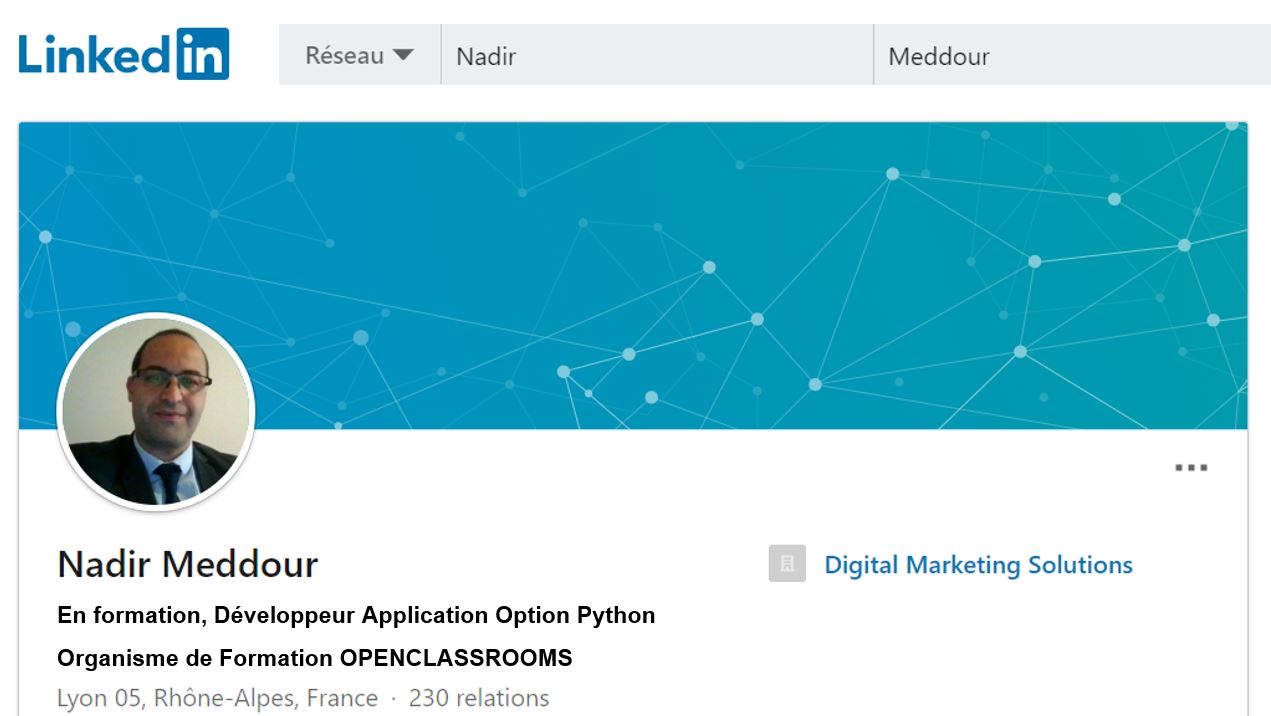 Linkedin Réseau Nadir Meddour
Nadir Meddour
Digital Marketing Solutions
En formation, Développeur Application Option Python
Organisme de Formation OPENCLASSROOMS
Lyon 05, Rhône-Alpes, France · 230 relations